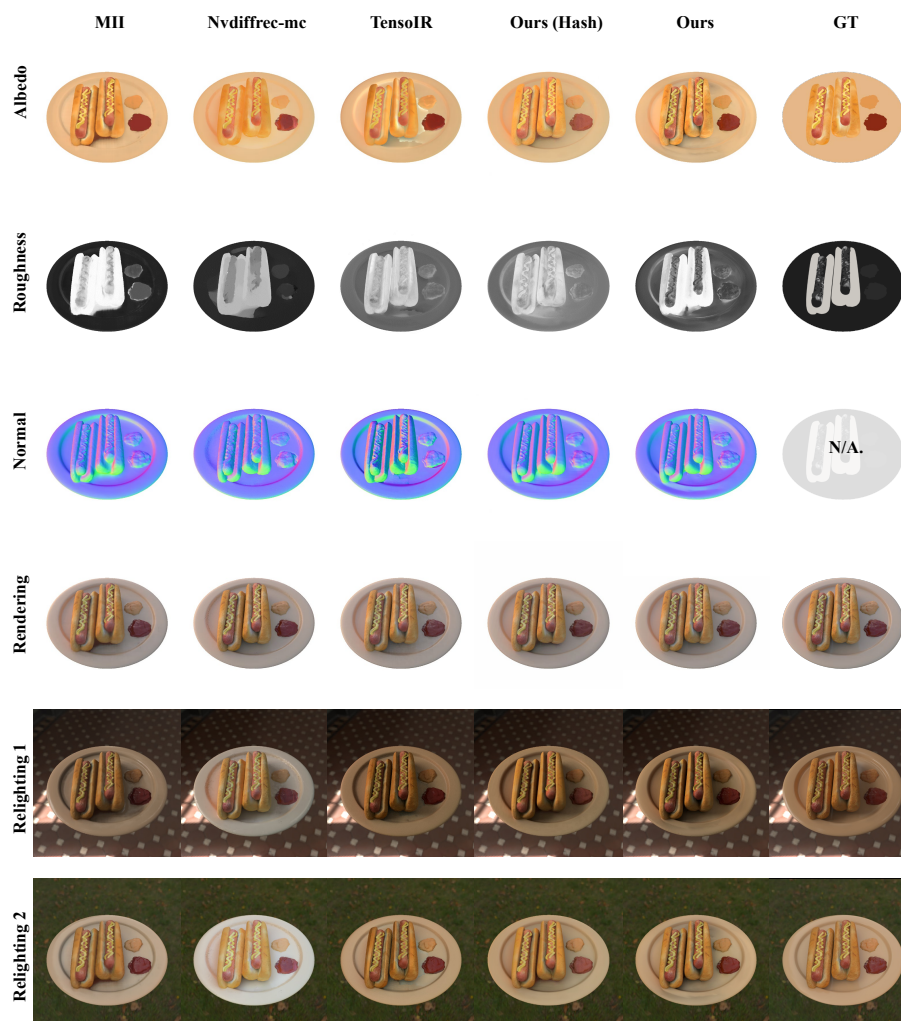 MII Nvdiffrec-mc TensoIR Ours (Hash) Ours GT
Albedo
Roughness
Normal
N/A.
Rendering
Relighting 1
Relighting 2